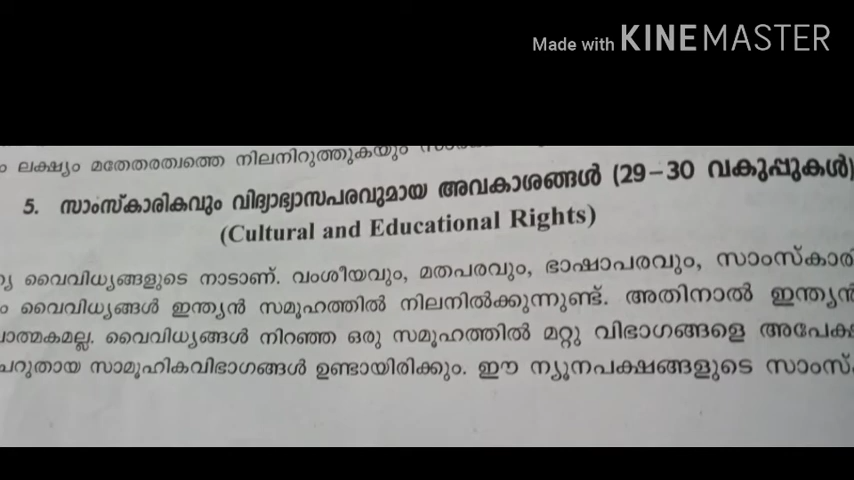 Made with KINEMASTER
ലക്ഷ്യം മതേതരത്വത്തെ നിലനിറുത്തുകയും
5. സാംസ്കാരികവും വിദ്യാഭ്യാസപരവുമായ അവകാശങ്ങൾ (29–30 വകുപ്പുകൾ)
(Cultural and Educational Rights)
വൈവിധ്യങ്ങളുടെ നാടാണ്. വംശീയവും, മതപരവും, ഭാഷാപരവും,
വൈവിധ്യങ്ങൾ ഇന്ത്യൻ സമൂഹത്തിൽ നിലനിൽക്കുന്നുണ്ട്. അതിനാൽ ഇന്ത്യൻ
വൈവിധ്യങ്ങൾ നിറഞ്ഞ ഒരു സമൂഹത്തിൽ മറ്റു വിഭാഗങ്ങളെ
സാമൂഹികവിഭാഗങ്ങൾ ഉണ്ടായിരിക്കും. ഈ ന്യൂനപക്ഷങ്ങളുടെ